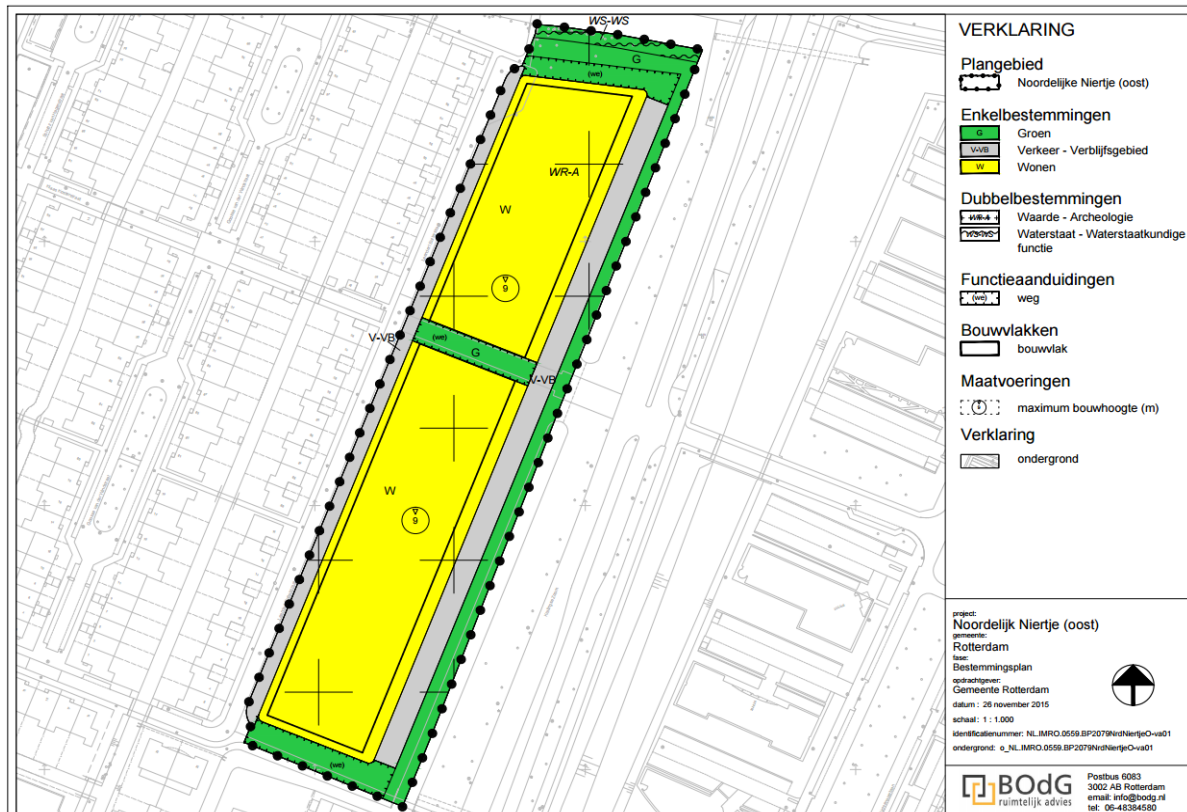 WS-WS
G
(we)
WR-A
W
9
V-VB
(we)
G
V-VB
W
9
(we)
VERKLARING
Plangebied
Noordelijke Niertje (oost)
Enkelbestemmingen
G Groen
V-VB Verkeer - Verblijfsgebied
W Wonen
Dubbelbestemmingen
WR-A Waarde - Archeologie
WS-WS Waterstaat - Waterstaatkundige
functie
Functieaanduidingen
(we) weg
Bouwvlakken
bouwvlak
Maatvoeringen
maximum bouwhoogte (m)
Verklaring
ondergrond
project:
Noordelijk Niertje (oost)
gemeente:
Rotterdam
fase:
Bestemmingsplan
opdrachtgever:
Gemeente Rotterdam
datum : 26 november 2015
schaal : 1 : 1.000
identificatienummer: NL.IMRO.0559.BP2079NrdNiertjeO-va01
ondergrond: o_NL.IMRO.0559.BP2079NrdNiertjeO-va01
BOdG
ruimtelijk advies
Postbus 6083
3002 AB Rotterdam
email: info@bodg.nl
tel: 06-48384580